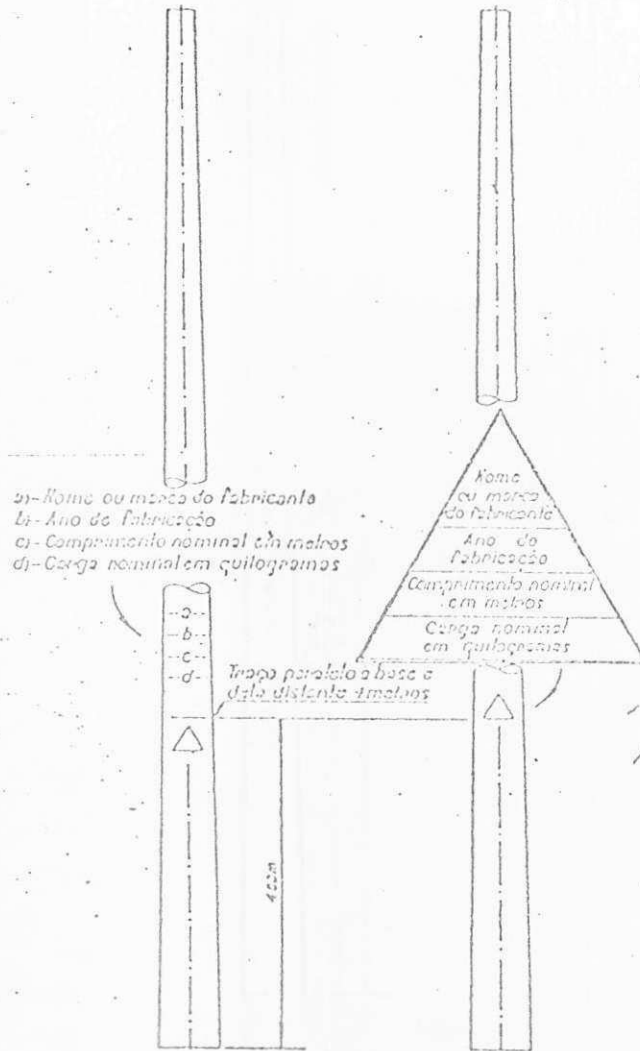 a)- Nome ou marca do fabricante
b)- Ano de fabricação
c)- Comprimento nominal em metros
d)- Carga nominal em quilogramas
-a-
-b-
-c-
-d-
Traço paralelo a base e
dela distante 4 metros
Nome
ou marca
do fabricante
Ano de
fabricação
Comprimento nominal
em metros
Carga nominal
em quilogramas